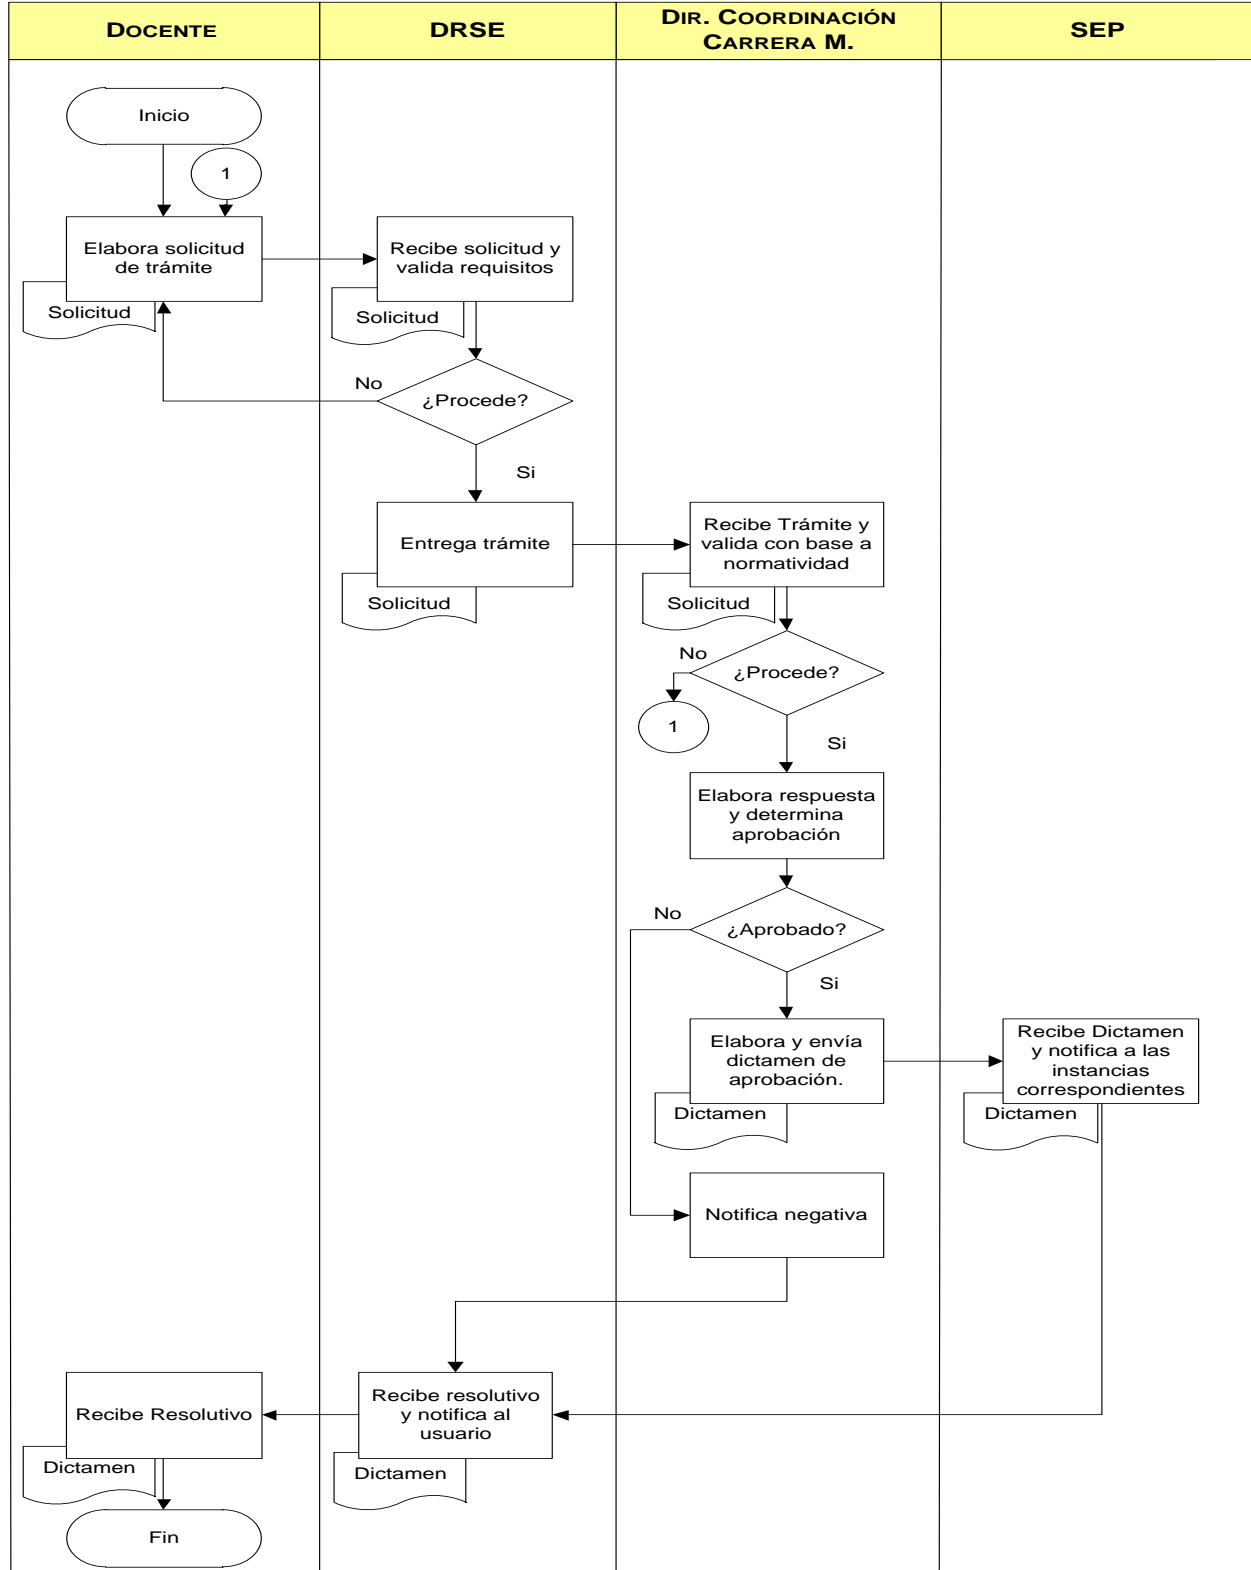 DOCENTE
DRSE
DIR. COORDINACIÓN
CARRERA M.
SEP
Inicio
1
Elabora solicitud
de trámite
Solicitud
Recibe solicitud y
valida requisitos
Solicitud
No
¿Procede?
Si
Entrega trámite
Solicitud
Recibe Trámite y
valida con base a
normatividad
Solicitud
No
¿Procede?
1
Si
Elabora respuesta
y determina
aprobación
No
¿Aprobado?
Si
Elabora y envía
dictamen de
aprobación.
Dictamen
Recibe Dictamen
y notifica a las
instancias
correspondientes
Dictamen
Notifica negativa
Recibe resolutivo
y notifica al
usuario
Dictamen
Recibe Resolutivo
Dictamen
Fin